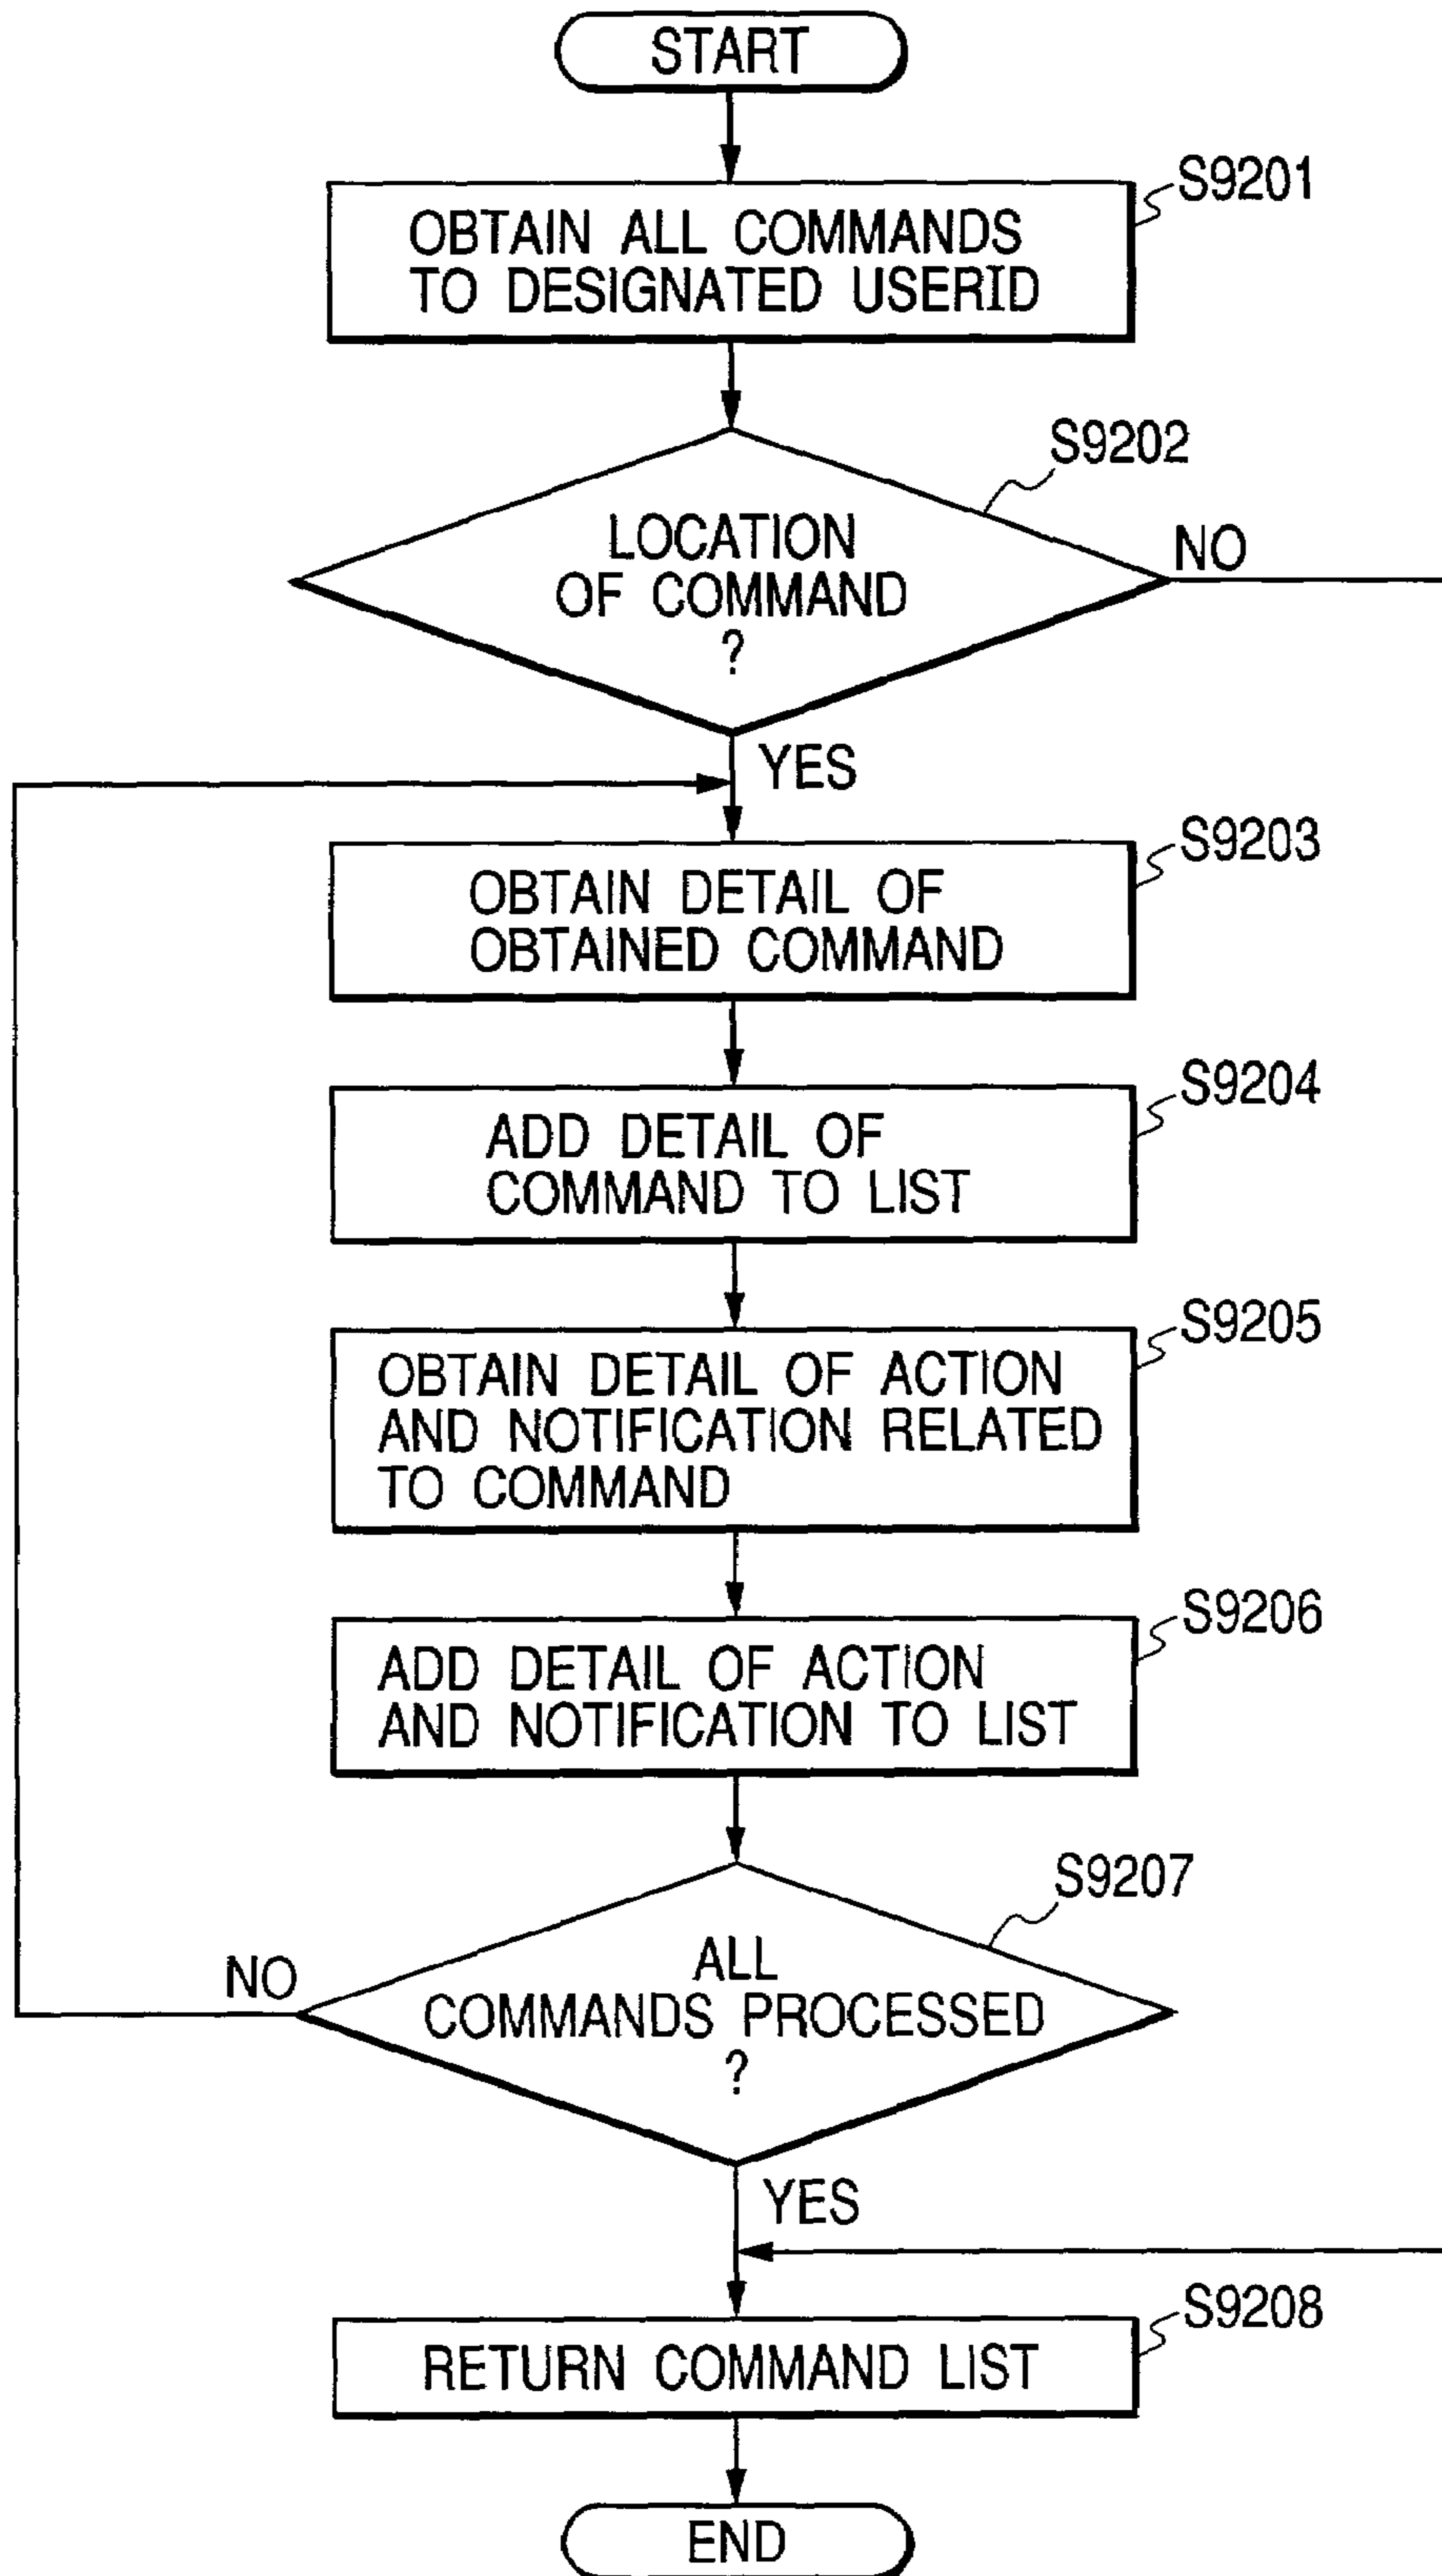 START
S9201
OBTAIN ALL COMMANDS
TO DESIGNATED USERID
S9202
LOCATION
OF COMMAND
?
NO
YES
S9203
OBTAIN DETAIL OF
OBTAINED COMMAND
S9204
ADD DETAIL OF
COMMAND TO LIST
S9205
OBTAIN DETAIL OF ACTION
AND NOTIFICATION RELATED
TO COMMAND
S9206
ADD DETAIL OF ACTION
AND NOTIFICATION TO LIST
S9207
ALL
COMMANDS PROCESSED
?
NO
YES
S9208
RETURN COMMAND LIST
END